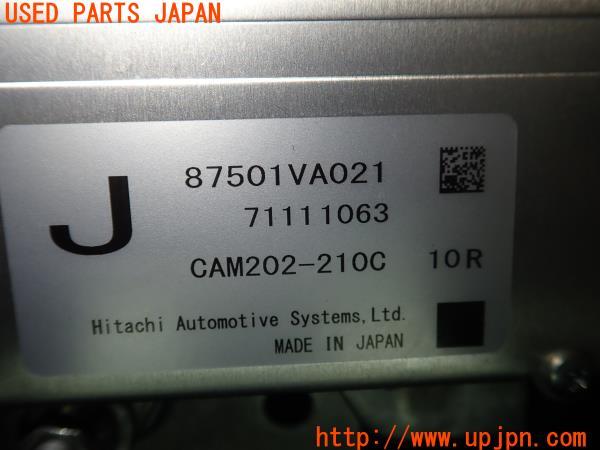 USED PARTS JAPAN
J
87501VA021
71111063
CAM202-210C 10R
Hitachi Automotive Systems,Ltd.
MADE IN JAPAN
http://www.upjpn.com